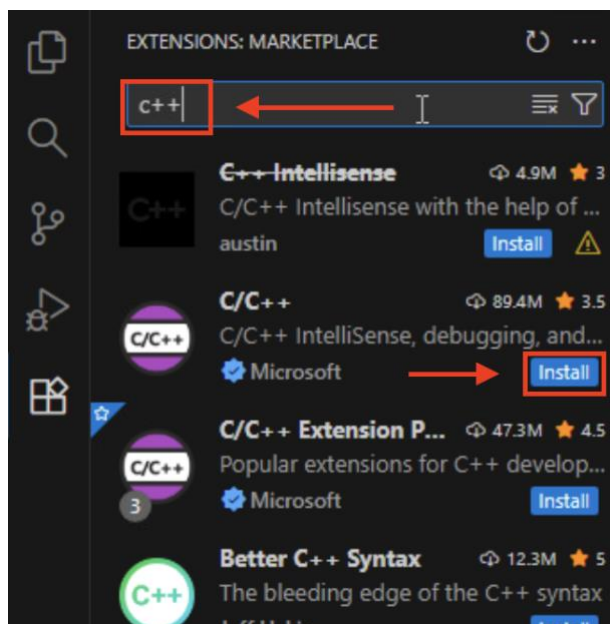 EXTENSIONS: MARKETPLACE
c++
C++ Intellisense 4.9M 3
C++
C/C++ Intellisense with the help of ...
austin Install
C/C++ 89.4M 3.5
C/C++
C/C++ IntelliSense, debugging, and...
Microsoft Install
C/C++ Extension P... 47.3M 4.5
C/C++
Popular extensions for C++ develop...
3
Microsoft Install
Better C++ Syntax 12.3M 5
C++
The bleeding edge of the C++ syntax
Install